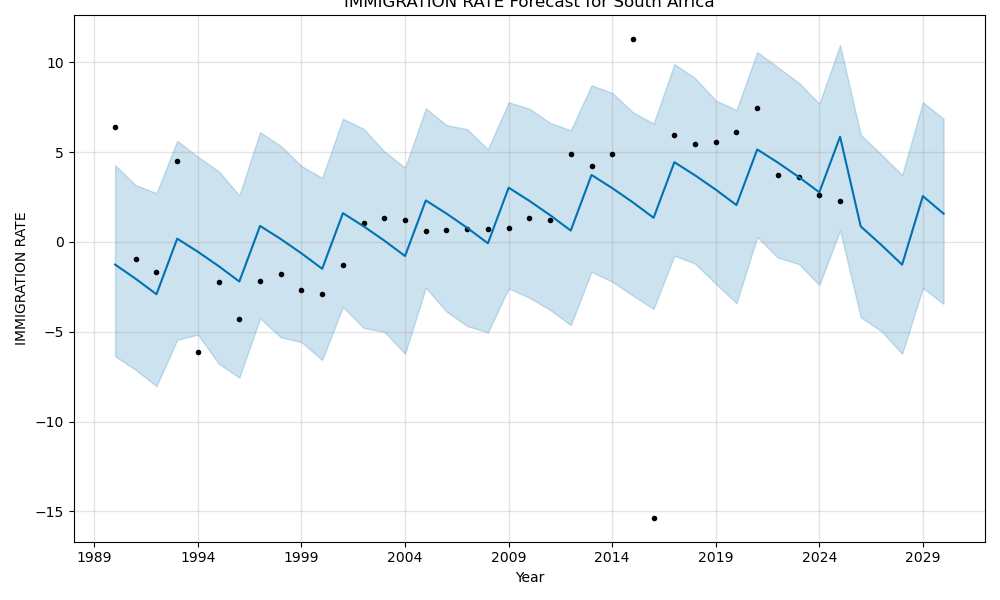 IMMIGRATION RATE Forecast for South Africa
10
5
0
−5
−10
−15
IMMIGRATION RATE
1989 1994 1999 2004 2009 2014 2019 2024 2029
Year